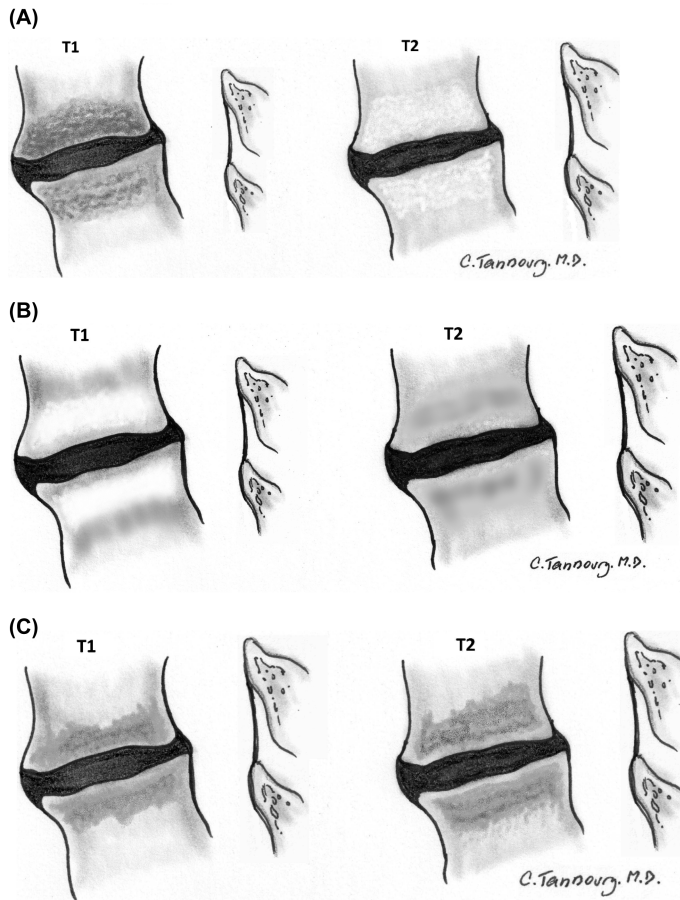 (A)
T1
T2
C. Tannoury. M.D.
(B)
T1
T2
C. Tannoury. M.D.
(C)
T1
T2
C. Tannoury. M.D.